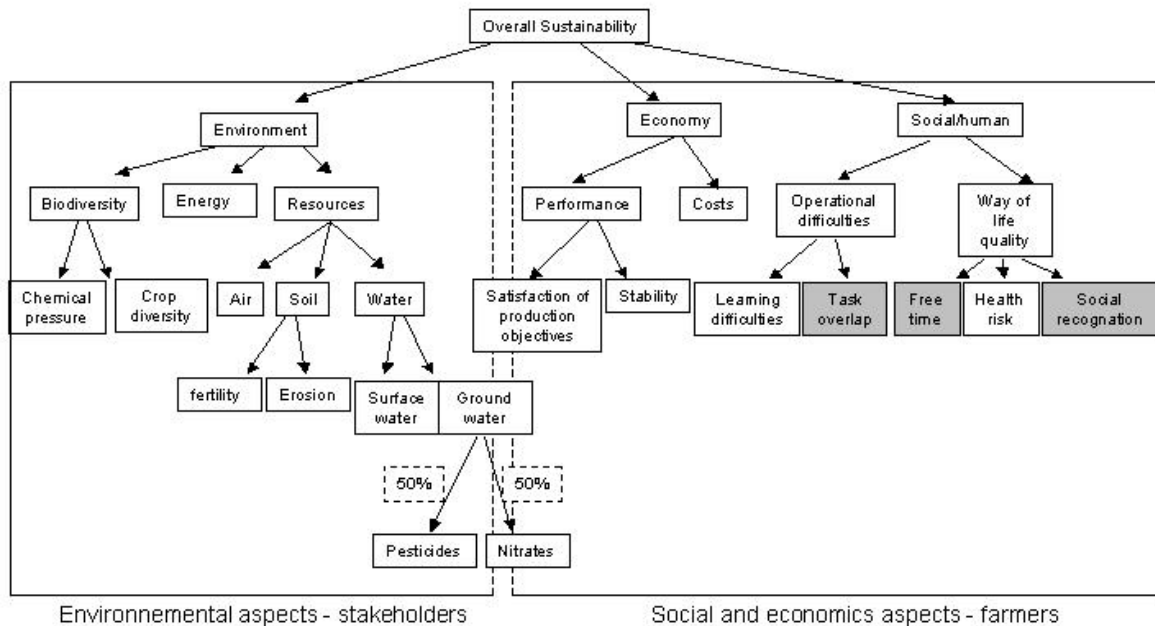 Overall Sustainability
Environment
Economy
Social/human
Biodiversity
Energy
Resources
Performance
Costs
Operational
difficulties
Way of
life
quality
Chemical
pressure
Crop
diversity
Air
Soil
Water
Satisfaction of
production
objectives
Stability
Learning
difficulties
Task
overlap
Free
time
Health
risk
Social
recognation
fertility
Erosion
Surface
water
Ground
water
50%
50%
Pesticides
Nitrates
Environnemental aspects - stakeholders
Social and economics aspects - farmers